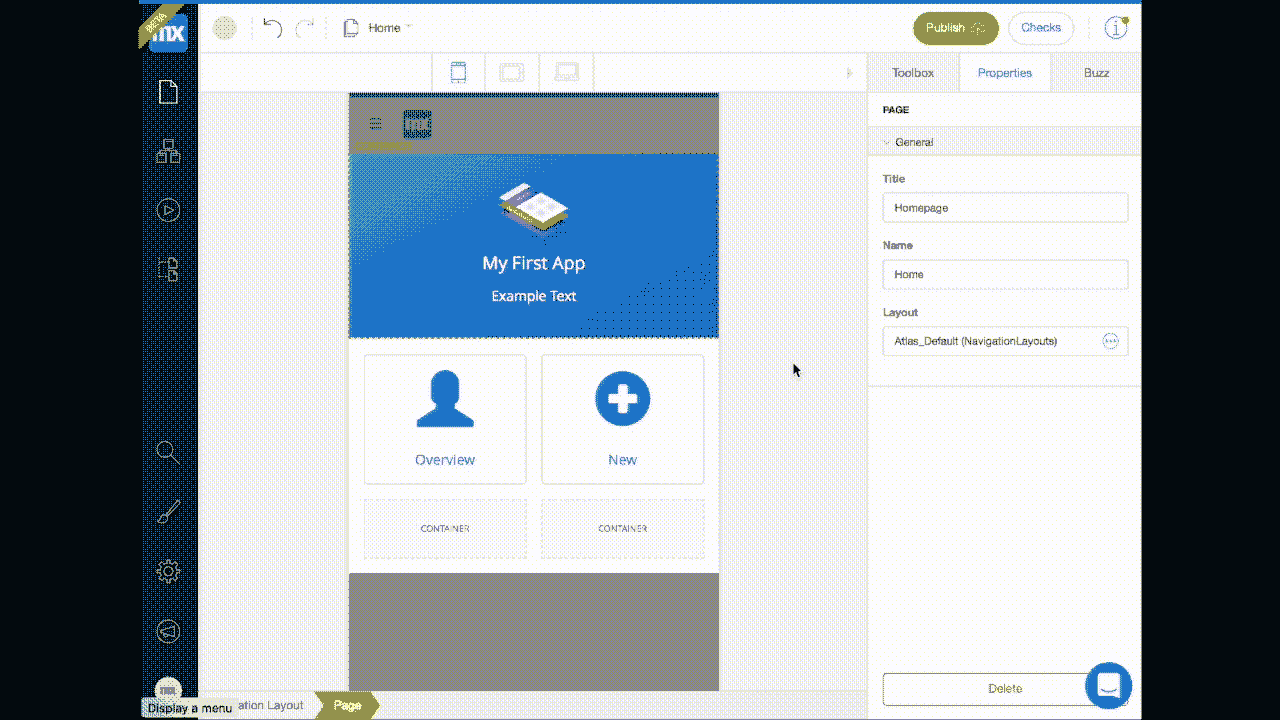 BETA
mx
Home
Publish
Checks
Toolbox
Properties
Buzz
PAGE
General
Title
Homepage
Name
Home
Layout
Atlas_Default (NavigationLayouts)
My First App
Example Text
Overview
New
CONTAINER
CONTAINER
Delete
mx
Display a menu
ation Layout
Page